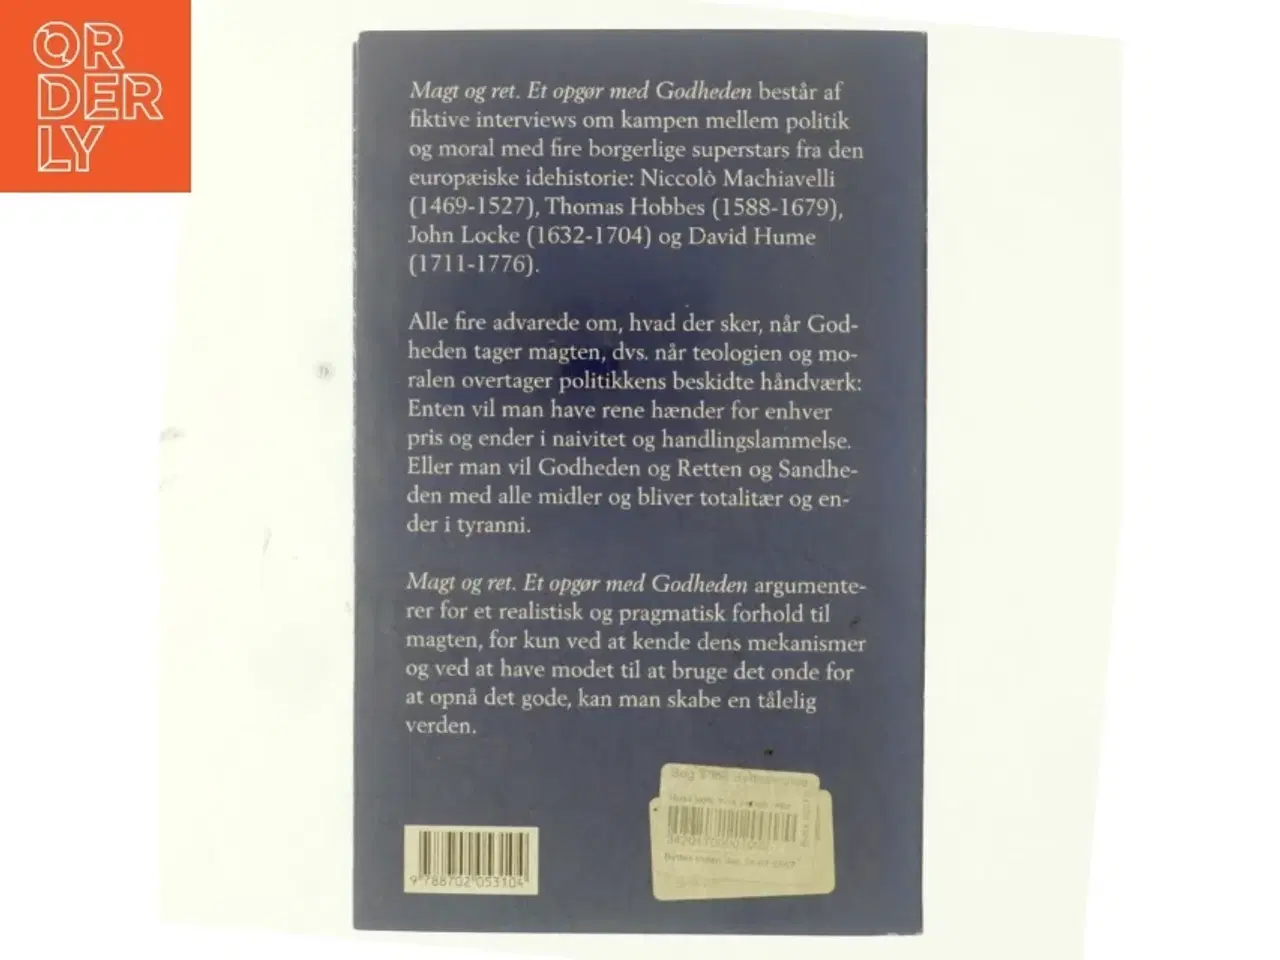 OR
DER
LY
Magt og ret. Et opgør med Godheden består af
fiktive interviews om kampen mellem politik
og moral med fire borgerlige superstars fra den
europæiske idehistorie: Niccolò Machiavelli
(1469-1527), Thomas Hobbes (1588-1679),
John Locke (1632-1704) og David Hume
(1711-1776).
Alle fire advarede om, hvad der sker, når God-
heden tager magten, dvs. når teologien og mo-
ralen overtager politikkens beskidte håndværk:
Enten vil man have rene hænder for enhver
pris og ender i naivitet og handlingslammelse.
Eller man vil Godheden og Retten og Sandhe-
den med alle midler og bliver totalitær og en-
der i tyranni.
Magt og ret. Et opgør med Godheden argumente-
rer for et realistisk og pragmatisk forhold til
magten, for kun ved at kende dens mekanismer
og ved at have modet til at bruge det onde for
at opnå det gode, kan man skabe en tålelig
verden.
Bog &
9 788702 053104